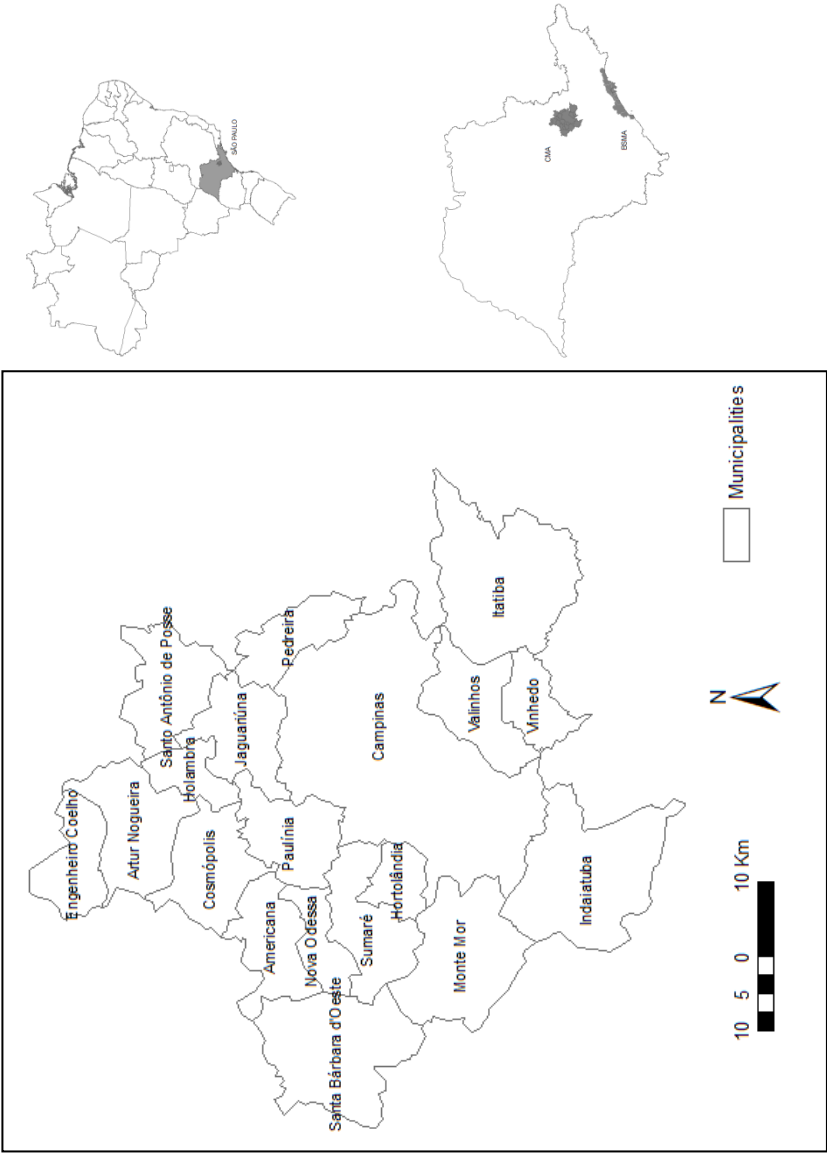 SÃO PAULO
CMA
BSMA
Engenheiro Coelho
Artur Nogueira
Santo Antônio de Posse
Holambra
Cosmópolis
Jaguariúna
Pedreira
Americana
Paulínia
Nova Odessa
Santa Bárbara d'Oeste
Sumaré
Hortolândia
Campinas
Monte Mor
Valinhos
Itatiba
Vinhedo
Indaiatuba
N
10 5 0 10 Km
Municipalities